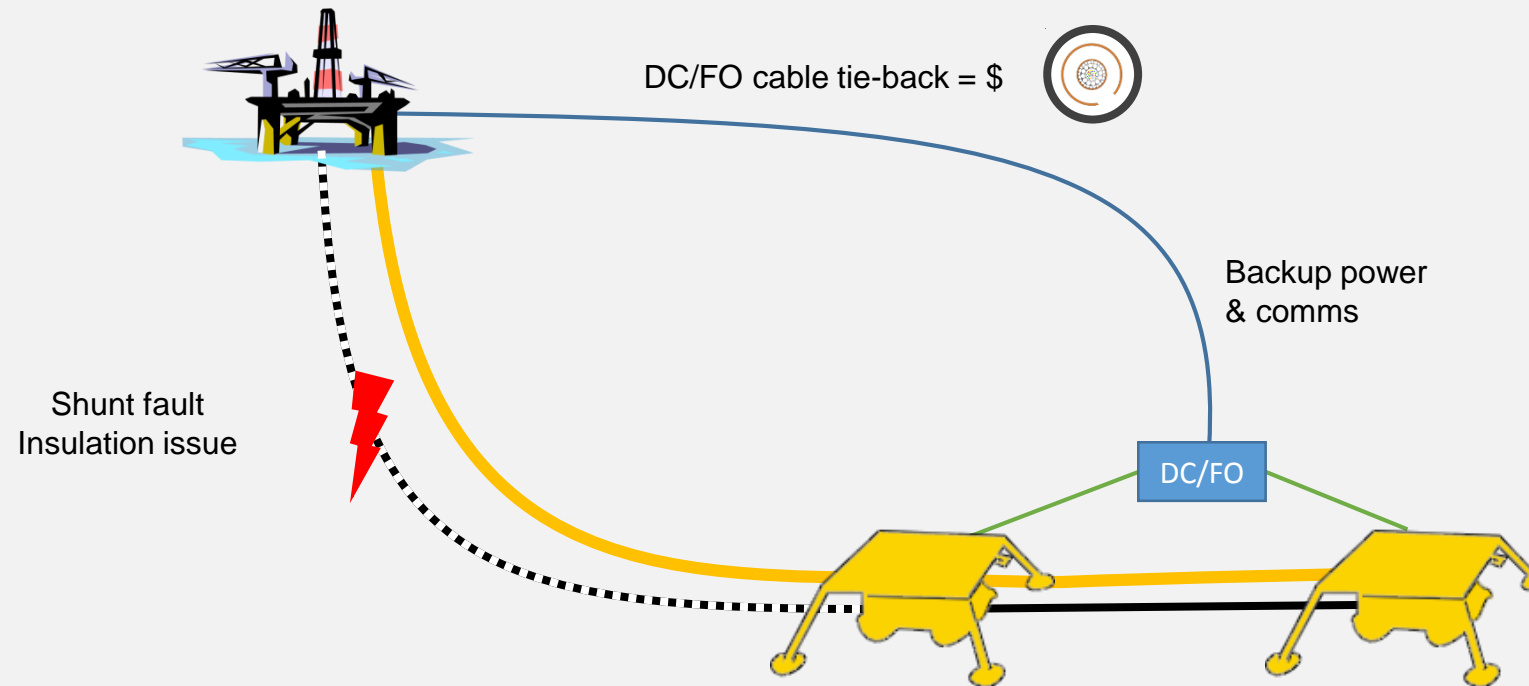 DC/FO cable tie-back = $
Backup power
& comms
Shunt fault
Insulation issue
DC/FO